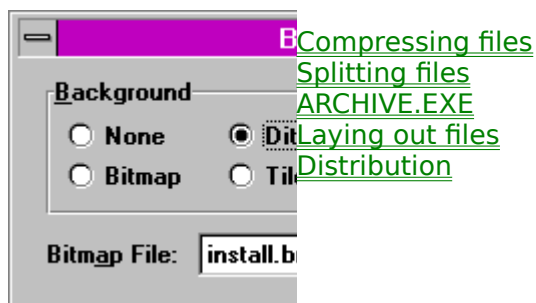 Background
None
Bitmap
Bitmap File:
Compressing files
Splitting files
ARCHIVE.EXE
Laying out files
Distribution